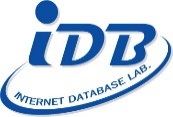 iDB
INTERNET DATABASE LAB.